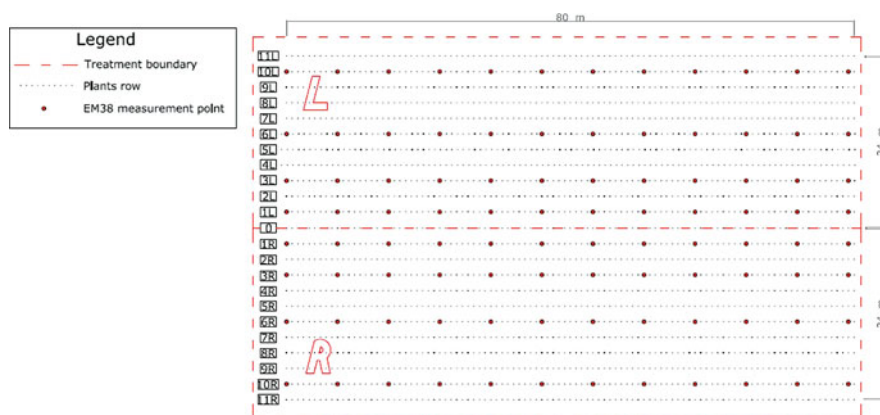 80 m
Legend
Treatment boundary
Plants row
EM38 measurement point
11L
10L
9L
8L
7L
6L
5L
4L
3L
2L
1L
0
1R
2R
3R
4R
5R
6R
7R
8R
9R
10R
11R
L
R